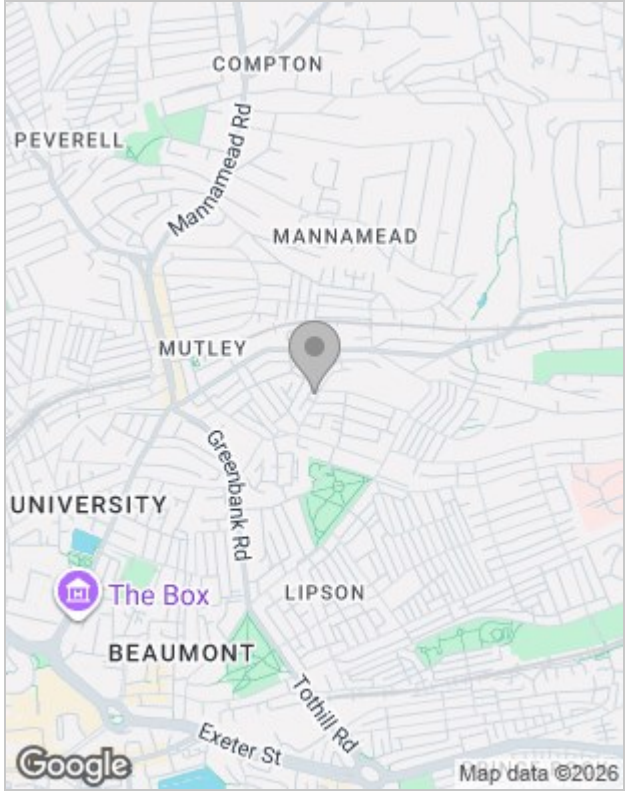 COMPTON
PEVERELL
Mannamead Rd
MANNAMEAD
MUTLEY
Greenbank Rd
UNIVERSITY
The Box
LIPSON
BEAUMONT
Tothill Rd
Exeter St
Google
Map data ©2026